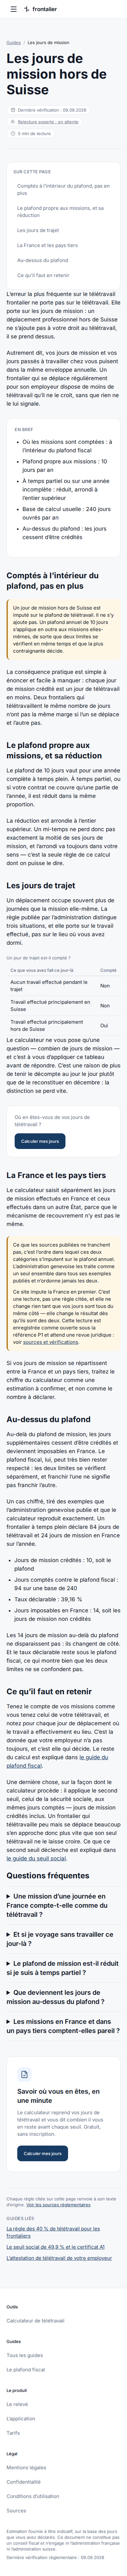 frontalier
Guides / Les jours de mission
Les jours de
mission hors de
Suisse
Dernière vérification : 09.09.2026
Relecture experte : en attente
5 min de lecture
SUR CETTE PAGE
Comptés à l'intérieur du plafond, pas en
plus
Le plafond propre aux missions, et sa
réduction
Les jours de trajet
La France et les pays tiers
Au-dessus du plafond
Ce qu'il faut en retenir
L'erreur la plus fréquente sur le télétravail
frontalier ne porte pas sur le télétravail. Elle
porte sur les missions. Un jour de
déplacement professionnel hors de Suisse
ne s'ajoute pas à votre droit au télétravail,
il le prend dessus.
Autrement dit, vos jours de mission et vos
jours passés à travailler chez vous puisent
dans la même enveloppe annuelle. Un
frontalier qui se déplace régulièrement
pour son employeur dispose de moins de
télétravail qu'il ne le croit, sans que rien ne
le lui signale.
EN BREF
Où les missions sont comptées : à
l'intérieur du plafond fiscal
Plafond propre aux missions : 10
jours par an
À temps partiel ou sur une année
incomplète : réduit, arrondi à
l'entier supérieur
Base de calcul usuelle : 240 jours
ouvrés par an
Au-dessus du plafond : les jours
cessent d'être crédités
Comptés à l'intérieur du
plafond, pas en plus
Un jour de mission hors de Suisse est
imputé sur le plafond de télétravail. Il ne s'y
ajoute pas. Un plafond annuel de 10 jours
s'applique en outre aux missions elles-
mêmes, de sorte que deux limites se
vérifient en même temps et que la plus
contraignante décide.
La conséquence pratique est simple à
énoncer et facile à manquer : chaque jour
de mission crédité est un jour de télétravail
en moins. Deux frontaliers qui
télétravaillent le même nombre de jours
n'ont pas la même marge si l'un se déplace
et l'autre pas.
Le plafond propre aux
missions, et sa réduction
Le plafond de 10 jours vaut pour une année
complète à temps plein. À temps partiel, ou
si votre contrat ne couvre qu'une partie de
l'année, il est réduit dans la même
proportion.
La réduction est arrondie à l'entier
supérieur. Un mi-temps ne perd donc pas
exactement la moitié de son plafond de
missions, et l'arrondi va toujours dans votre
sens — c'est la seule règle de ce calcul
dont on puisse le dire.
Les jours de trajet
Un déplacement occupe souvent plus de
journées que la mission elle-même. La
règle publiée par l'administration distingue
trois situations, et elle porte sur le travail
effectué, pas sur le lieu où vous avez
dormi.
Un jour de trajet est-il compté ?
Ce que vous avez fait ce jour-là Compté
Aucun travail effectué pendant le Non
trajet
Travail effectué principalement en Non
Suisse
Travail effectué principalement Oui
hors de Suisse
Le calculateur ne vous pose qu'une
question — combien de jours de mission —
et c'est à vous d'appliquer ce tableau
avant de répondre. C'est aussi une raison
de tenir le décompte au jour le jour plutôt
que de le reconstituer en décembre : la
distinction se perd vite.
Où en êtes-vous de vos jours de
télétravail ?
Calculer mes jours
La France et les pays tiers
Le calculateur saisit séparément les jours
de mission effectués en France et ceux
effectués dans un autre État, parce que le
mécanisme de recouvrement n'y est pas le
même.
Ce que les sources publiées ne tranchent
pas, c'est l'ordre dans lequel ces deux
catégories s'imputent sur le plafond annuel.
L'administration genevoise les traite comme
un seul ensemble dans tous ses exemples
publiés et n'ordonne jamais les deux.
Ce site impute la France en premier. C'est
une lecture, pas une règle citée, et elle ne
change rien tant que vos jours sont tous du
même côté — elle change le résultat dès
qu'ils sont des deux. Cette lecture est
enregistrée comme telle ici sous la
référence P1 et attend une revue juridique :
voir sources et vérifications.
Si vos jours de mission se répartissent
entre la France et un pays tiers, traitez le
chiffre du calculateur comme une
estimation à confirmer, et non comme le
nombre à déclarer.
Au-dessus du plafond
Au-delà du plafond de mission, les jours
supplémentaires cessent d'être crédités et
deviennent imposables en France. Le
plafond fiscal, lui, peut être très bien resté
respecté : les deux limites se vérifient
séparément, et franchir l'une ne signifie
pas franchir l'autre.
Un cas chiffré, tiré des exemples que
l'administration genevoise publie et que le
calculateur reproduit exactement. Un
frontalier à temps plein déclare 84 jours de
télétravail et 24 jours de mission en France
sur l'année.
Jours de mission crédités : 10, soit le
plafond
Jours comptés contre le plafond fiscal :
94 sur une base de 240
Taux déclarable : 39,16 %
Jours imposables en France : 14, soit les
jours de mission non crédités
Les 14 jours de mission au-delà du plafond
ne disparaissent pas : ils changent de côté.
Et le taux déclarable reste sous le plafond
fiscal, ce qui montre bien que les deux
limites ne se confondent pas.
Ce qu'il faut en retenir
Tenez le compte de vos missions comme
vous tenez celui de votre télétravail, et
notez pour chaque jour de déplacement où
le travail a effectivement eu lieu. C'est la
donnée que votre employeur n'a pas
toujours, et c'est elle qui décide. Le reste
du calcul est expliqué dans le guide du
plafond fiscal.
Une dernière chose, sur la façon dont ce
calculateur procède : il applique le second
seuil, celui de la sécurité sociale, aux
mêmes jours comptés — jours de mission
crédités inclus. Un frontalier qui
télétravaille peu mais se déplace beaucoup
s'en approche donc plus vite que son seul
télétravail ne le laisse croire. Ce que ce
second seuil déclenche est expliqué dans
le guide du seuil social.
Questions fréquentes
Une mission d'une journée en
France compte-t-elle comme du
télétravail ?
Et si je voyage sans travailler ce
jour-là ?
Le plafond de mission est-il réduit
si je suis à temps partiel ?
Que deviennent les jours de
mission au-dessus du plafond ?
Les missions en France et dans
un pays tiers comptent-elles pareil ?
Savoir où vous en êtes, en
une minute
Le calculateur reprend vos jours de
télétravail et vous dit combien il vous
en reste avant chaque seuil. Gratuit,
sans inscription.
Calculer mes jours
Chaque règle citée sur cette page renvoie à son texte
d'origine. Voir les sources réglementaires
GUIDES LIÉS
La règle des 40 % de télétravail pour les
frontaliers
Le seuil social de 49,9 % et le certificat A1
L'attestation de télétravail de votre employeur
Outils
Calculateur de télétravail
Guides
Tous les guides
Le plafond fiscal
Le produit
Le relevé
L'application
Tarifs
Légal
Mentions légales
Confidentialité
Conditions d'utilisation
Sources
Estimation fournie à titre indicatif, sur la base des jours
que vous avez déclarés. Ce document ne constitue pas
un conseil fiscal et n'engage ni l'administration française
ni l'administration suisse.
Dernière vérification réglementaire : 09.09.2026